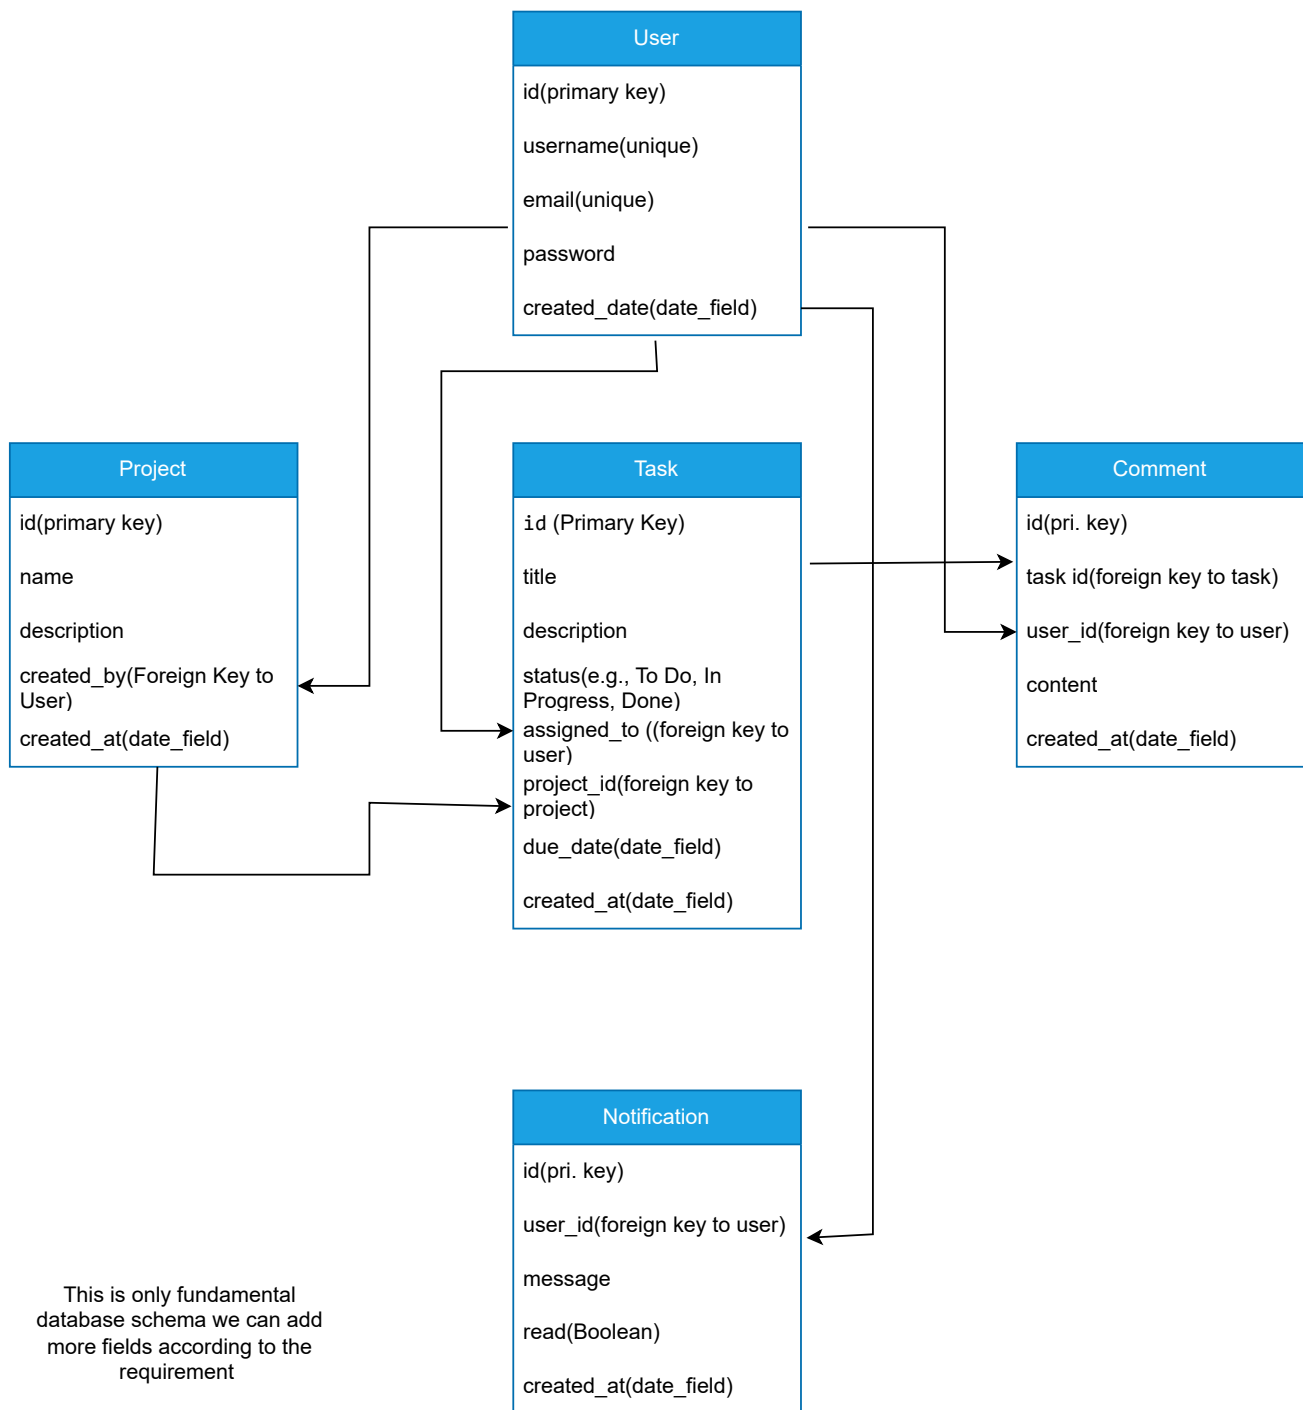 User
id(primary key)
username(unique)
email(unique)
password
created_date(date_field)
Project
id(primary key)
name
description
created_by(Foreign Key to
User)
created_at(date_field)
Task
id (Primary Key)
title
description
status(e.g., To Do, In
Progress, Done)
assigned_to ((foreign key to
user)
project_id(foreign key to
project)
due_date(date_field)
created_at(date_field)
Comment
id(pri. key)
task id(foreign key to task)
user_id(foreign key to user)
content
created_at(date_field)
Notification
id(pri. key)
user_id(foreign key to user)
message
read(Boolean)
created_at(date_field)
This is only fundamental
database schema we can add
more fields according to the
requirement